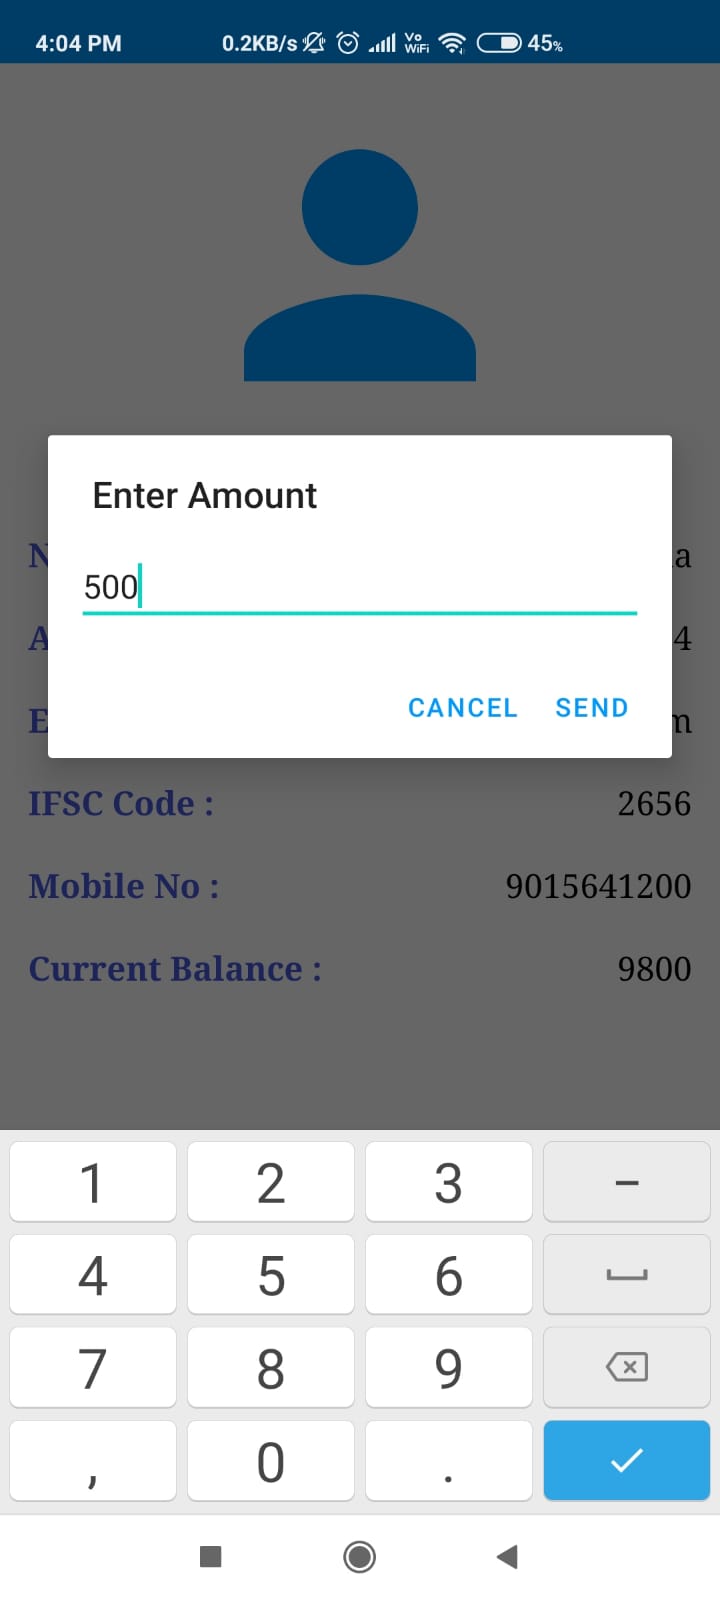 4:04 PM 0.2KB/s Vo WiFi 45%
Enter Amount
500
CANCEL SEND
IFSC Code : 2656
Mobile No : 9015641200
Current Balance : 9800
1 2 3 –
4 5 6
7 8 9
, 0 .